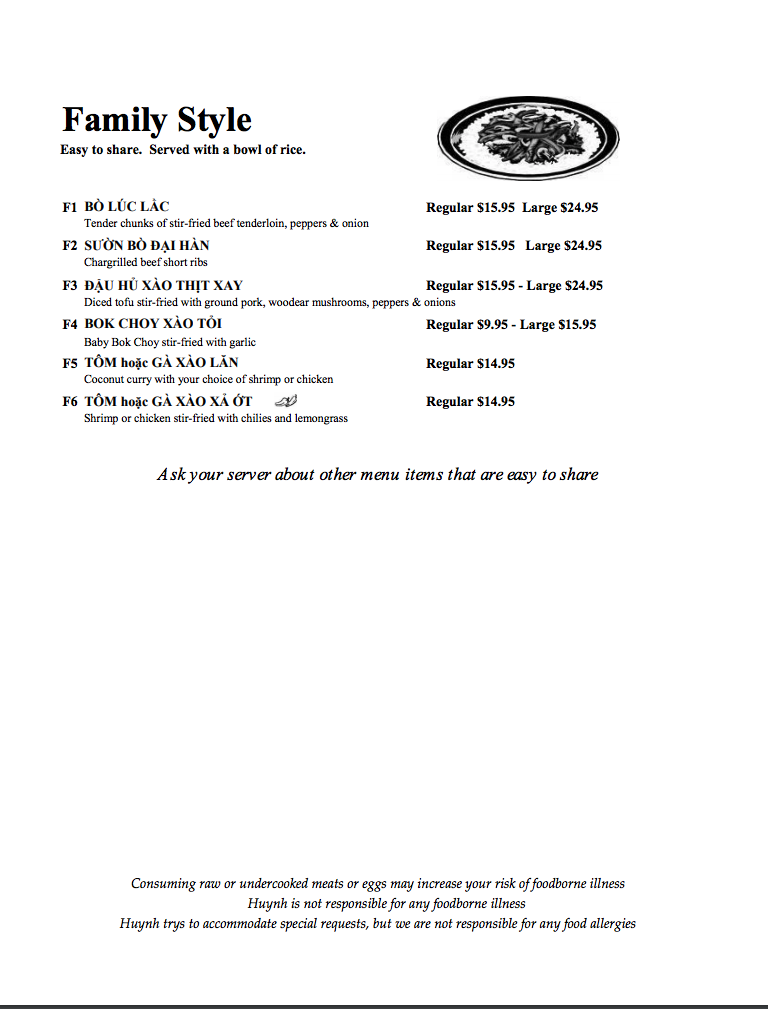 Family Style
Easy to share. Served with a bowl of rice.
F1 BÒ LÚC LẮC Regular $15.95 Large $24.95
Tender chunks of stir-fried beef tenderloin, peppers & onion
F2 SƯỜN BÒ ĐẠI HÀN Regular $15.95 Large $24.95
Chargrilled beef short ribs
F3 ĐẬU HỦ XÀO THỊT XAY Regular $15.95 - Large $24.95
Diced tofu stir-fried with ground pork, woodear mushrooms, peppers & onions
F4 BOK CHOY XÀO TỎI Regular $9.95 - Large $15.95
Baby Bok Choy stir-fried with garlic
F5 TÔM hoặc GÀ XÀO LĂN Regular $14.95
Coconut curry with your choice of shrimp or chicken
F6 TÔM hoặc GÀ XÀO XẢ ỚT Regular $14.95
Shrimp or chicken stir-fried with chilies and lemongrass
Ask your server about other menu items that are easy to share
Consuming raw or undercooked meats or eggs may increase your risk of foodborne illness
Huynh is not responsible for any foodborne illness
Huynh trys to accommodate special requests, but we are not responsible for any food allergies